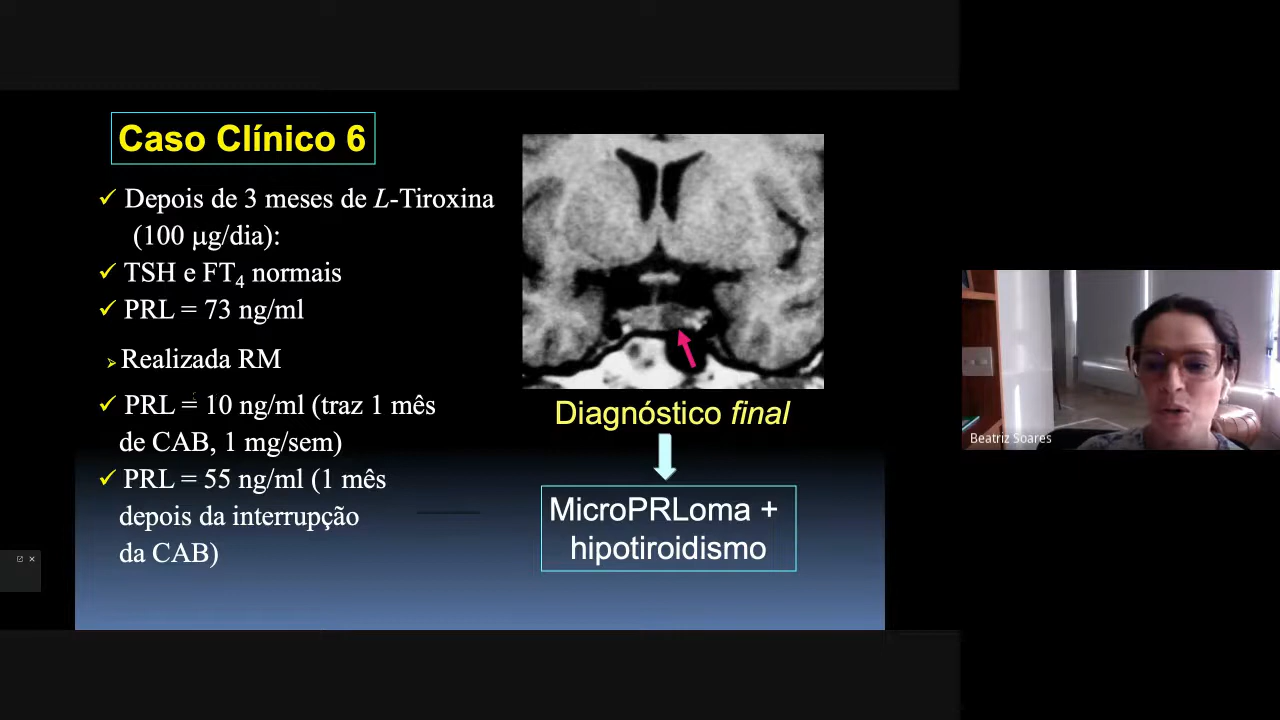 Caso Clínico 6
✓ Depois de 3 meses de L-Tiroxina
(100 μg/dia):
✓ TSH e FT4 normais
✓ PRL = 73 ng/ml
➢ Realizada RM
✓ PRL = 10 ng/ml (traz 1 mês
de CAB, 1 mg/sem)
✓ PRL = 55 ng/ml (1 mês
depois da interrupção
da CAB)
Diagnóstico final
MicroPRLoma +
hipotiroidismo
Beatriz Soares